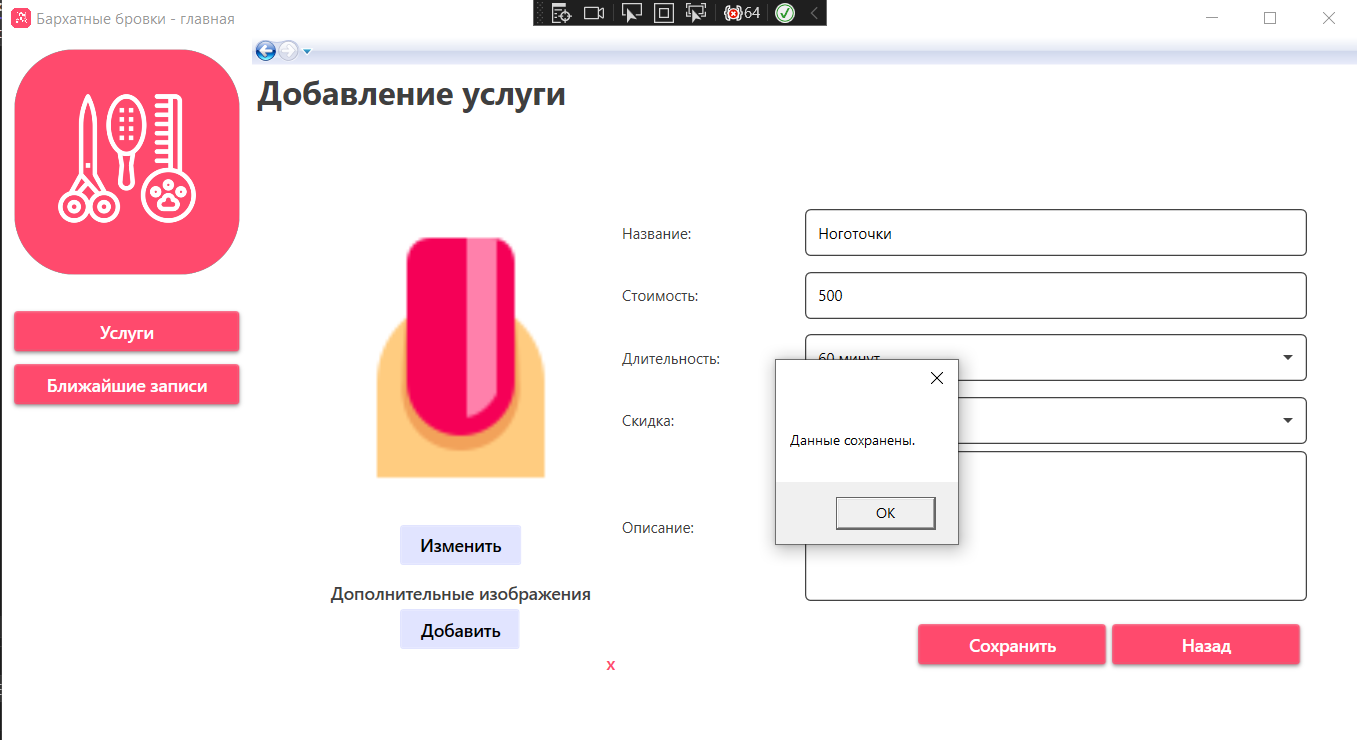 Бархатные бровки - главная
64
Добавление услуги
Услуги
Ближайшие записи
Название:
Ноготочки
Стоимость:
500
Длительность:
60 минут
Скидка:
Данные сохранены.
OK
Описание:
Изменить
Дополнительные изображения
Добавить
x
Сохранить
Назад